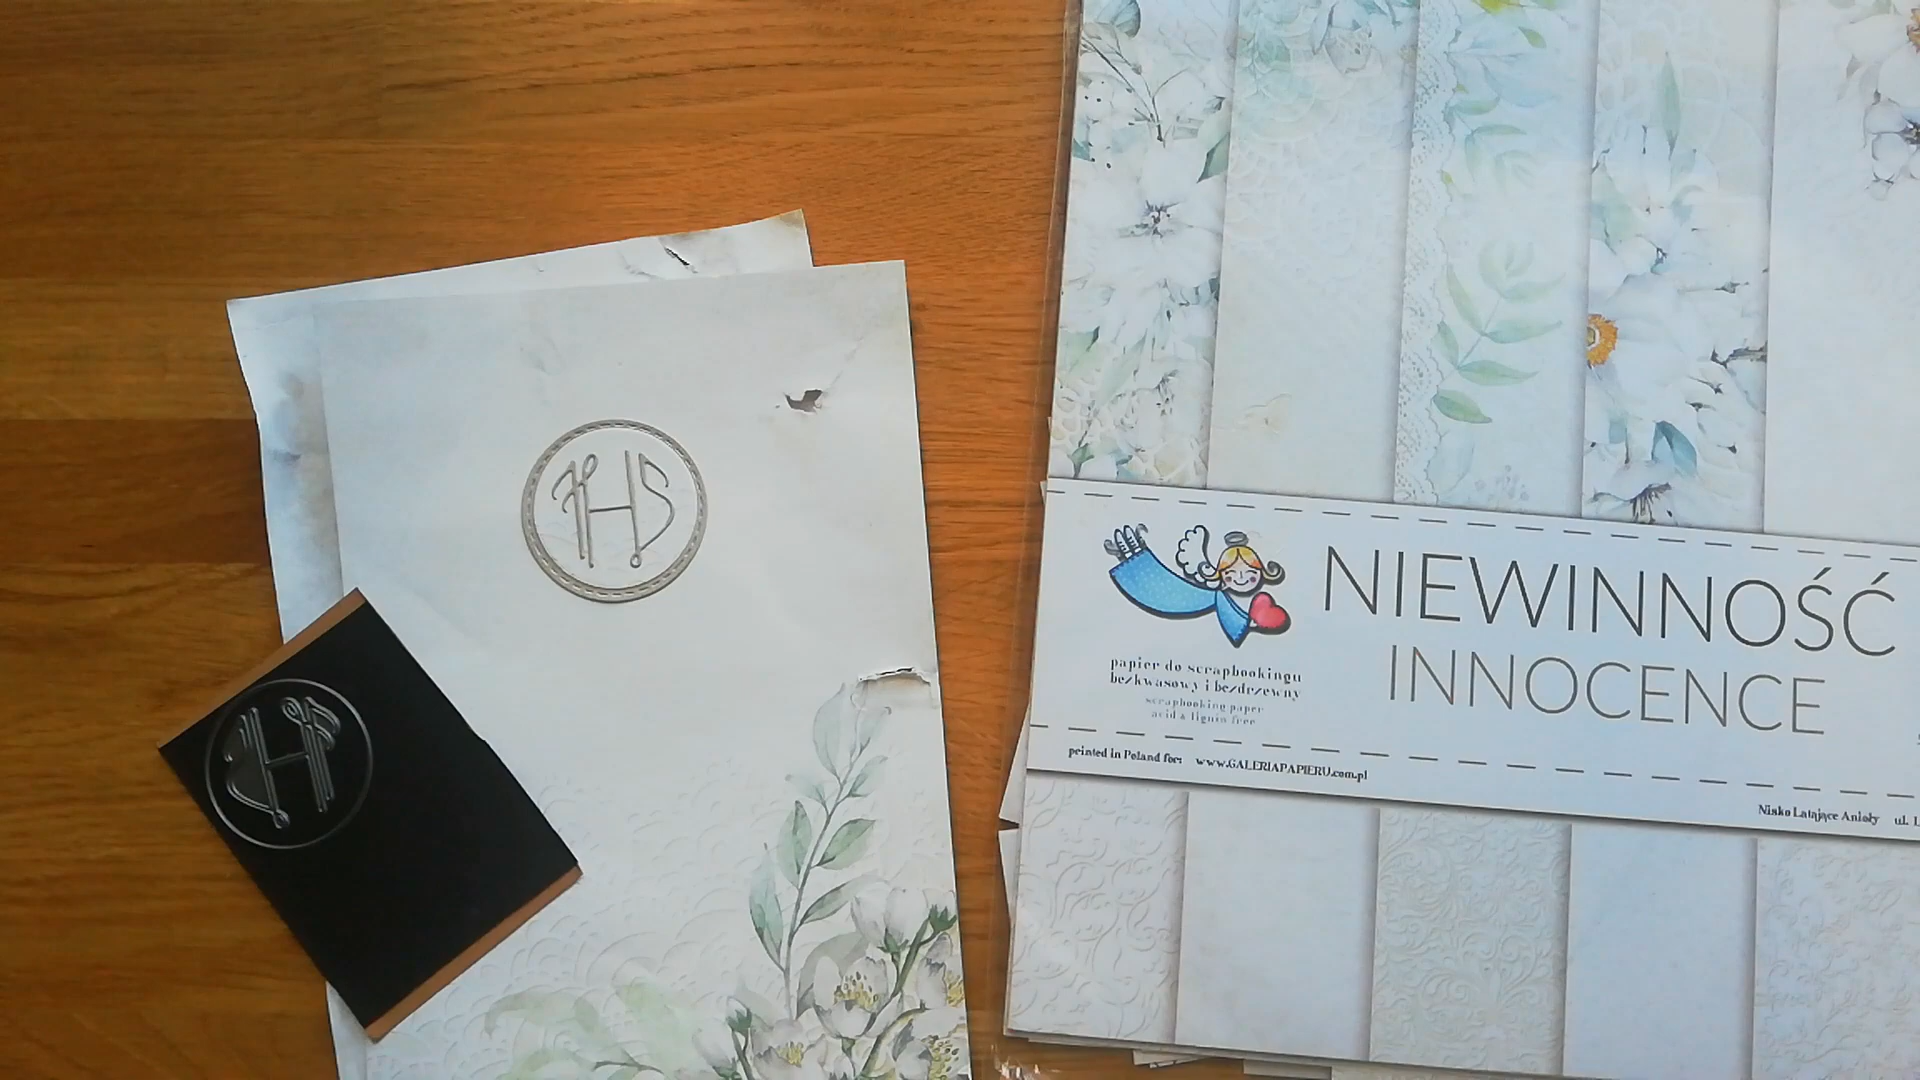 IHS
IHS
NIEWINNOŚĆ
INNOCENCE
papier do scrapbookingu
bezkwasowy i bezdrzewny
scrapbooking paper
acid & lignin free
printed in Poland for: www.GALERIAPAPIERU.com.pl
Nisko Latające Anioły ul.